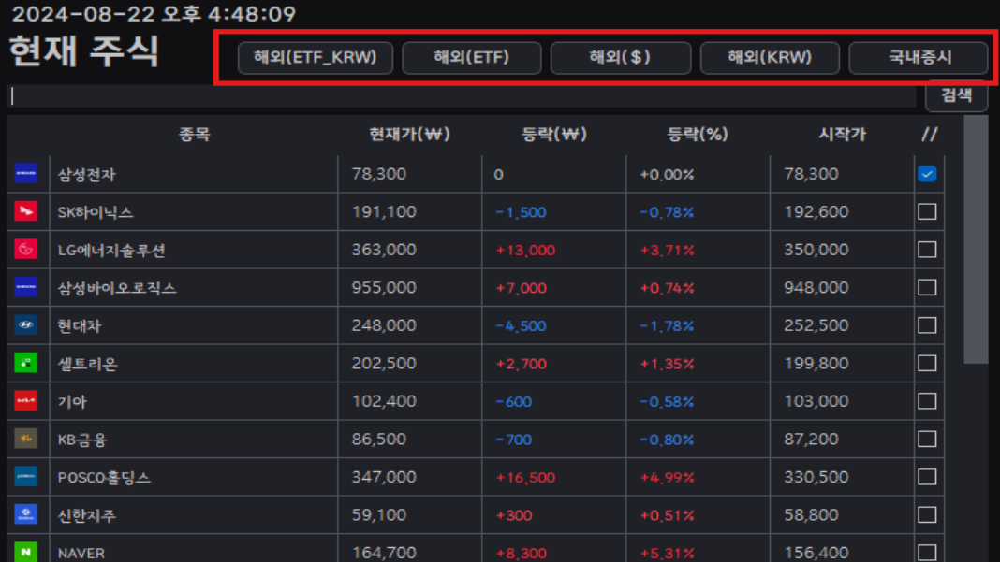 2024-08-22 오후 4:48:09
현재 주식
해외(ETF_KRW) 해외(ETF) 해외($) 해외(KRW) 국내증시
검색
종목 현재가(₩) 등락(₩) 등락(%) 시작가 //
삼성전자 78,300 0 +0.00% 78,300
SK하이닉스 191,100 -1,500 -0.78% 192,600
LG에너지솔루션 363,000 +13,000 +3.71% 350,000
삼성바이오로직스 955,000 +7,000 +0.74% 948,000
현대차 248,000 -4,500 -1.78% 252,500
셀트리온 202,500 +2,700 +1.35% 199,800
기아 102,400 -600 -0.58% 103,000
KB금융 86,500 -700 -0.80% 87,200
POSCO홀딩스 347,000 +16,500 +4.99% 330,500
신한지주 59,100 +300 +0.51% 58,800
N NAVER 164,700 +8,300 +5.31% 156,400